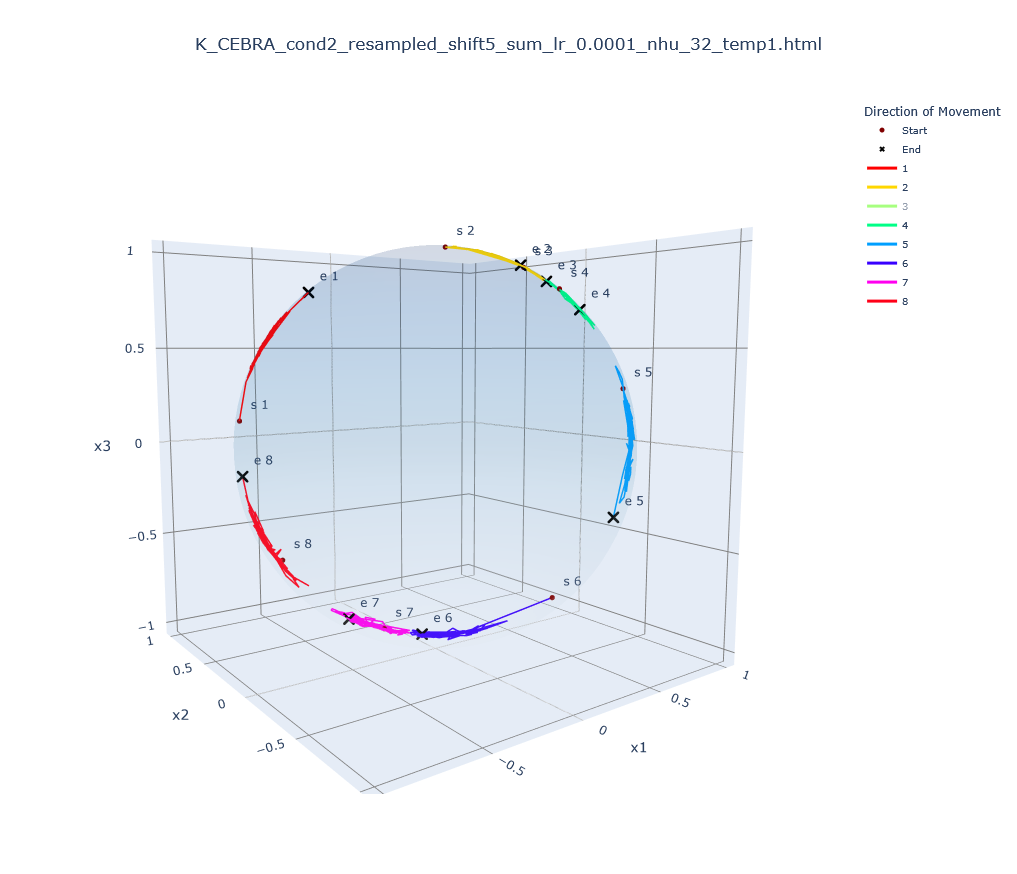 K_CEBRA_cond2_resampled_shift5_sum_lr_0.0001_nhu_32_temp1.html
Direction of Movement
Start
End
1
2
3
4
5
6
7
8
s 2
e 2
s 3
e 3
s 4
e 1
e 4
s 5
s 1
e 8
e 5
s 8
s 6
e 7
s 7
e 6
1
0.5
x3
0
−0.5
−1
1
0.5
0
x2
−0.5
1
0.5
0
x1
−0.5